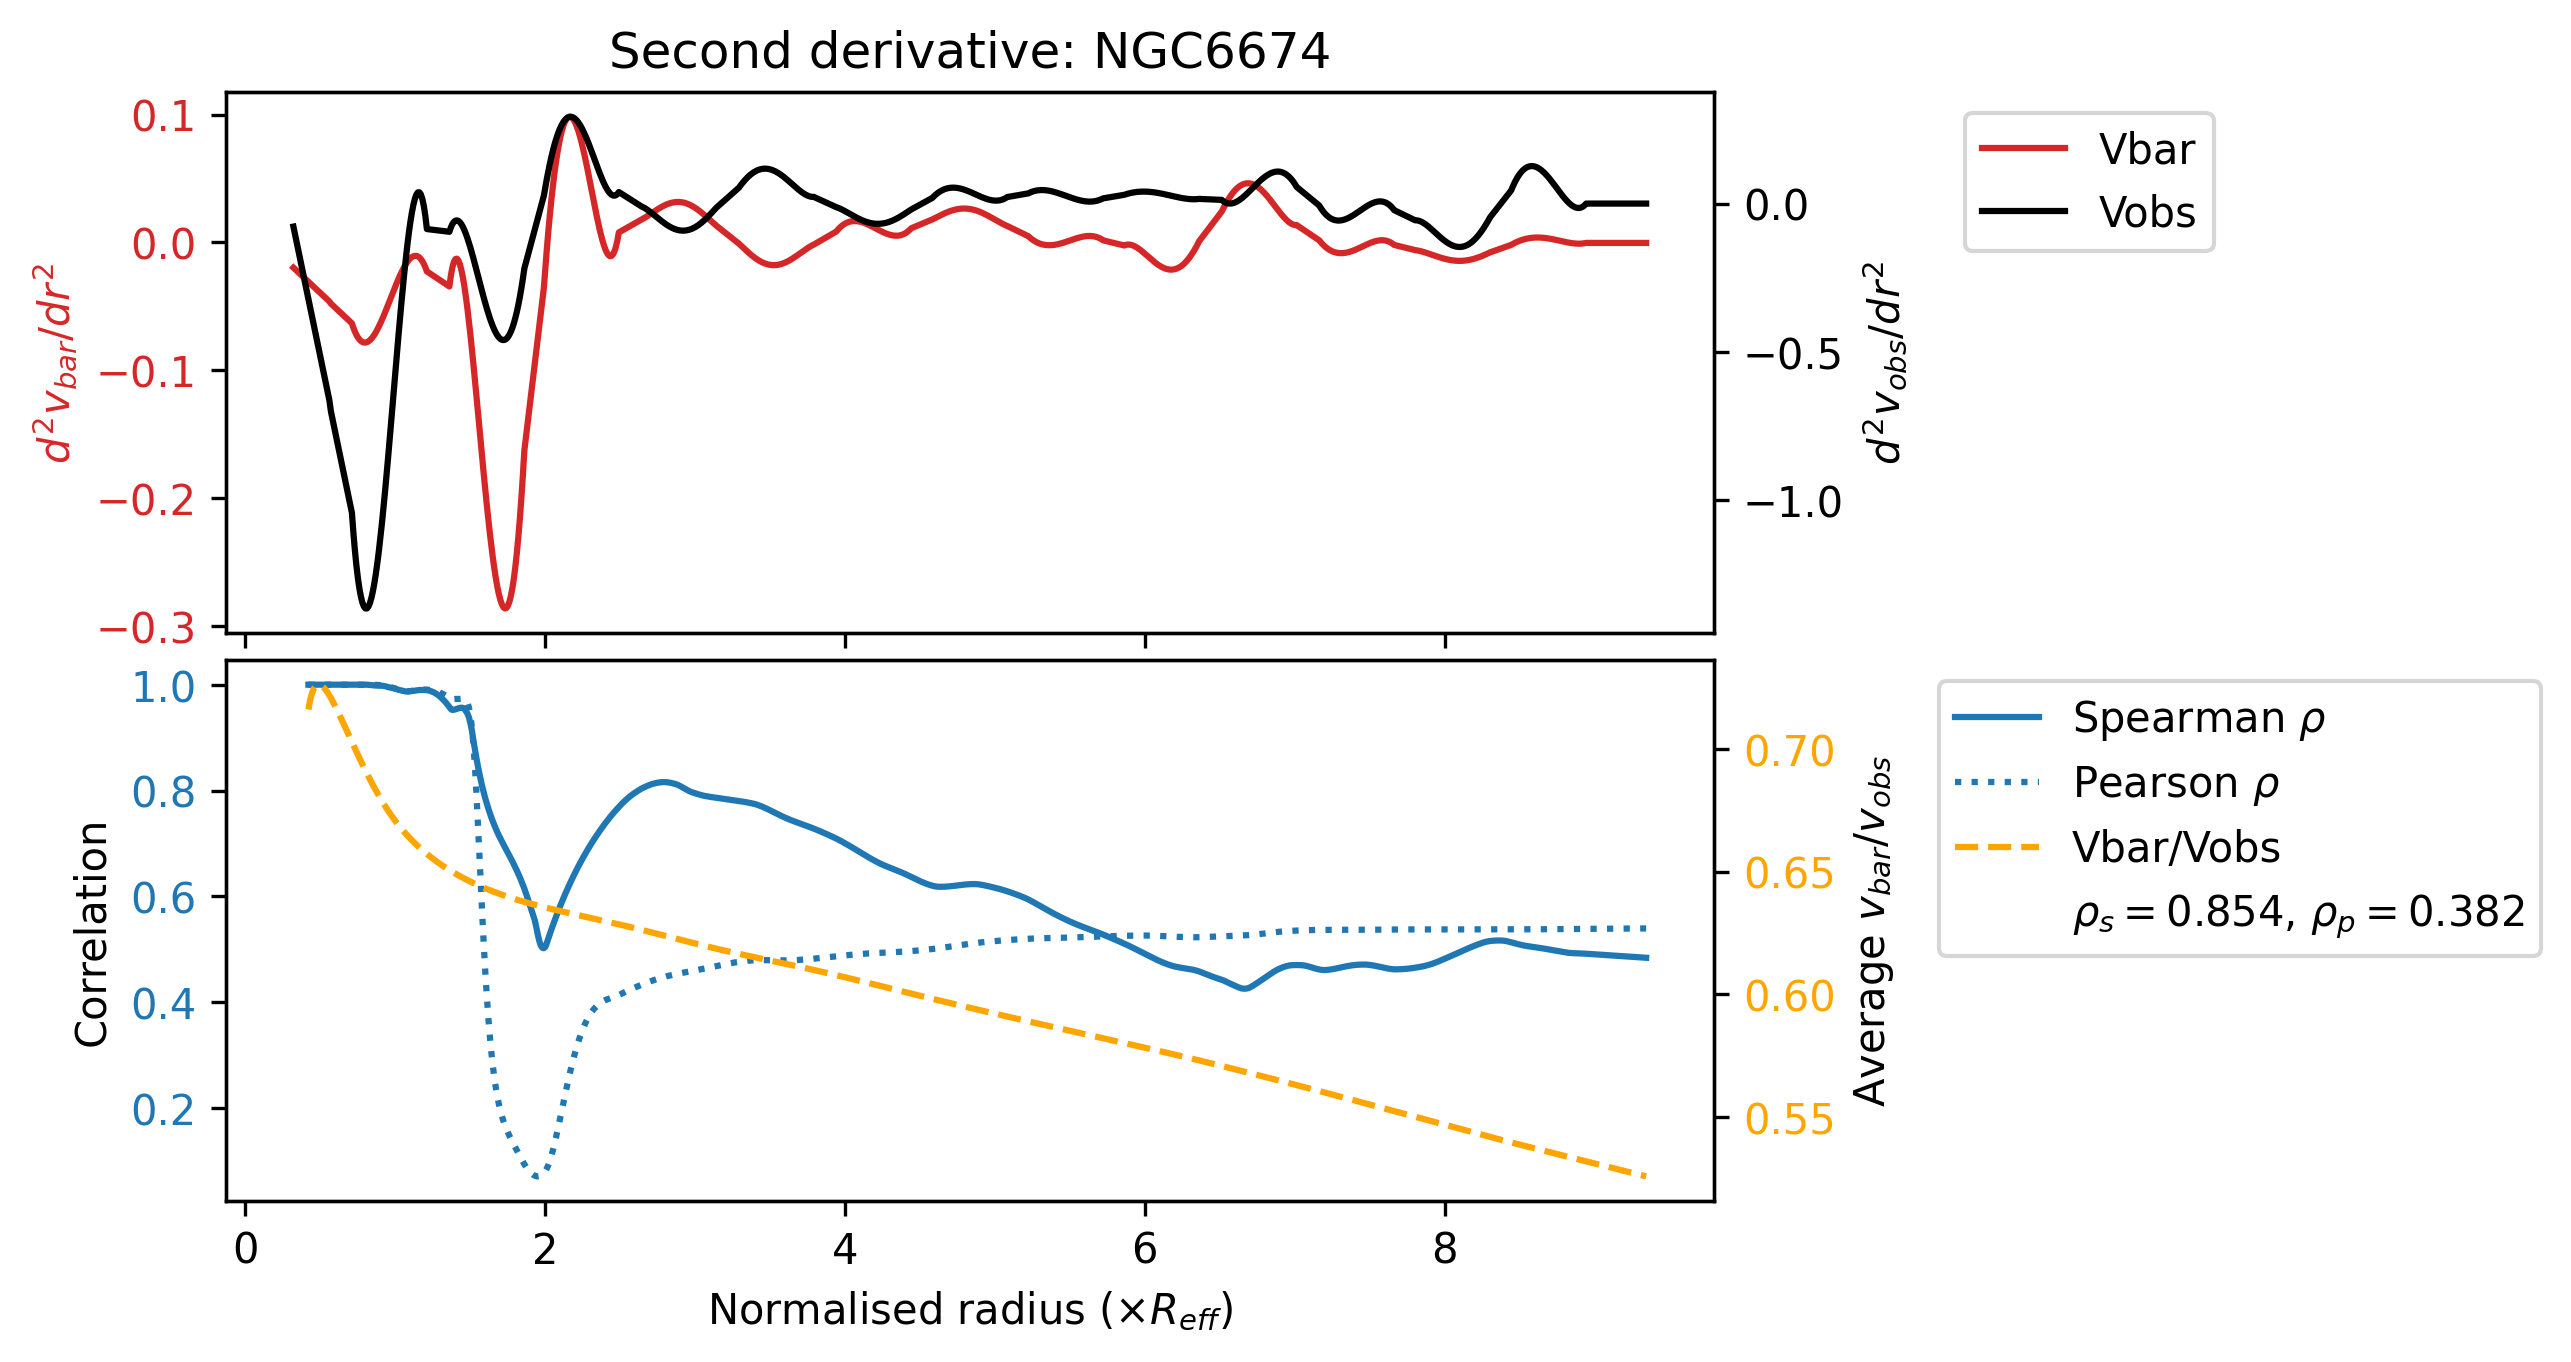 Second derivative: NGC6674
0.1
0.0
−0.1
−0.2
−0.3
d²v_bar/dr²
0.0
−0.5
−1.0
d²v_obs/dr²
Vbar
Vobs
1.0
0.8
0.6
0.4
0.2
Correlation
0.70
0.65
0.60
0.55
Average v_bar/v_obs
Spearman ρ
Pearson ρ
Vbar/Vobs
ρ_s = 0.854, ρ_p = 0.382
0 2 4 6 8
Normalised radius (×R_eff)